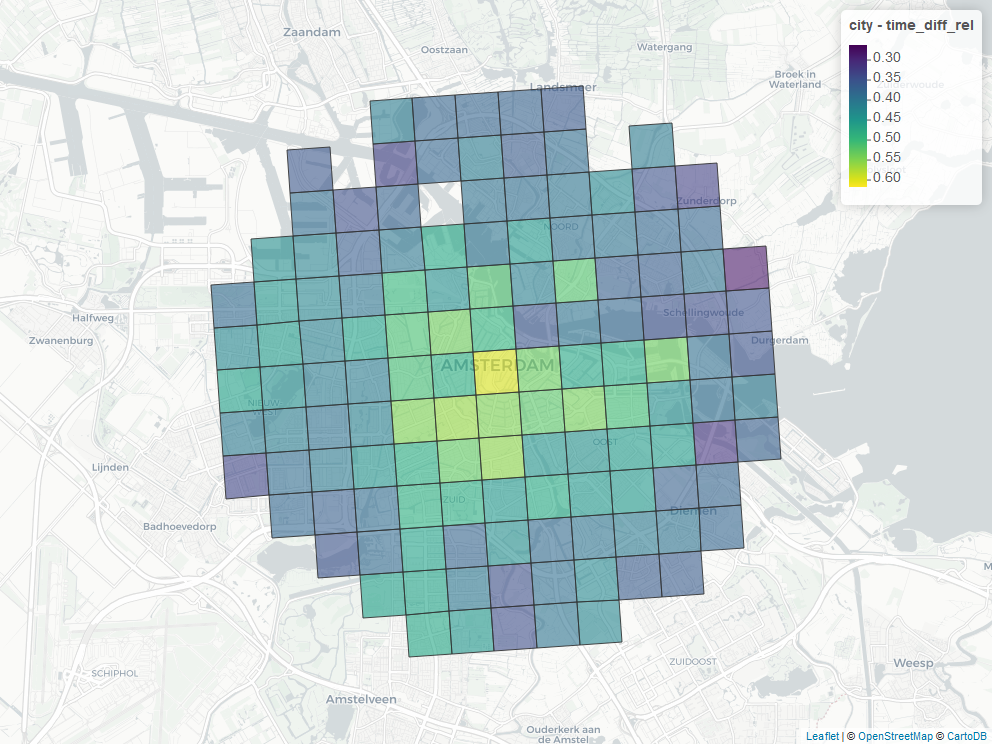 city - time_diff_rel
0.30
0.35
0.40
0.45
0.50
0.55
0.60
Zaandam
Oostzaan
Watergang
Broek in
Waterland
Zuiderwoude
Landsmeer
Zunderdorp
NOORD
Halfweg
Zwanenburg
Schellingwoude
Durgerdam
AMSTERDAM
NIEUW-
WEST
OOST
Lijnden
ZUID
Diemen
Badhoevedorp
SCHIPHOL
Amstelveen
ZUIDOOST
Weesp
Ouderkerk aan
de Amstel
M
Leaflet | © OpenStreetMap © CartoDB